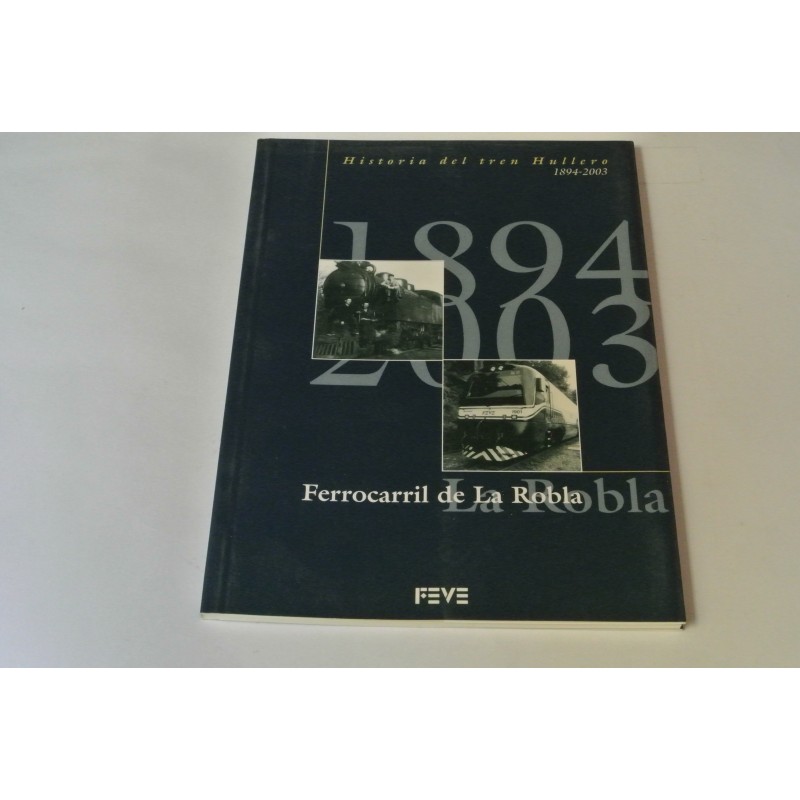 Historia del tren Hullero
1894-2003
1894
2003
Ferrocarril de La Robla
La Robla
FEVE